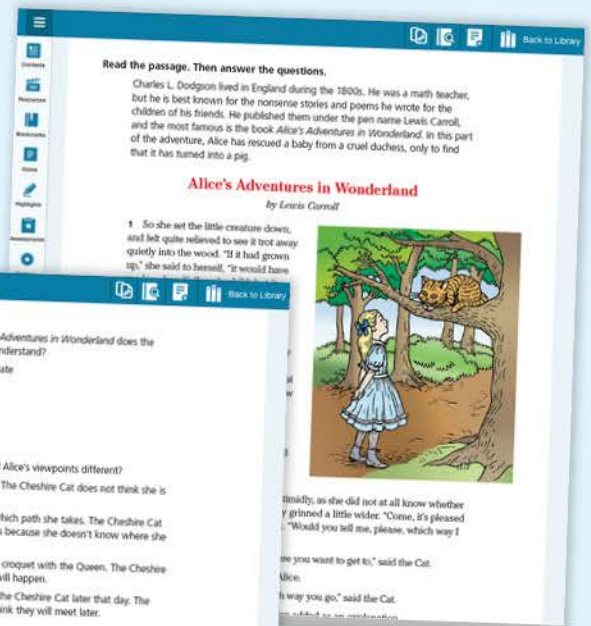 Back to Library
Contents
Resources
Bookmarks
Notes
Highlights
Assessments
Read the passage. Then answer the questions.
Charles L. Dodgson lived in England during the 1800s. He was a math teacher,
but he is best known for the nonsense stories and poems he wrote for the
children of his friends. He published them under the pen name Lewis Carroll,
and the most famous is the book Alice's Adventures in Wonderland. In this part
of the adventure, Alice has rescued a baby from a cruel duchess, only to find
that it has turned into a pig.
Alice's Adventures in Wonderland
by Lewis Carroll
1 So she set the little creature down,
and felt quite relieved to see it trot away
quietly into the wood. "If it had grown
up," she said to herself, "it would have
timidly, as she did not at all know whether
grinned a little wider. "Come, it's pleased
"Would you tell me, please, which way I
you want to get to," said the Cat.
Alice.
way you go," said the Cat.
added as an explanation
Back to Library
Adventures in Wonderland does the
Alice's viewpoints different?
The Cheshire Cat does not think she is
which path she takes. The Cheshire Cat
because she doesn't know where she
croquet with the Queen. The Cheshire
will happen.
the Cheshire Cat later that day. The
they will meet later.